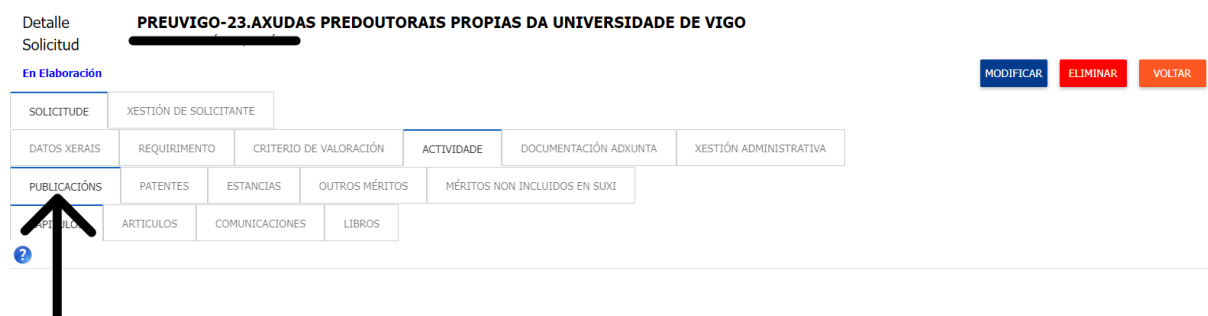 Detalle Solicitud
PREUVIGO-23.AXUDAS PREDOUTORAIS PROPIAS DA UNIVERSIDADE DE VIGO
En Elaboración
MODIFICAR ELIMINAR VOLTAR
SOLICITUDE XESTIÓN DE SOLICITANTE
DATOS XERAIS REQUIRIMENTO CRITERIO DE VALORACIÓN ACTIVIDADE DOCUMENTACIÓN ADXUNTA XESTIÓN ADMINISTRATIVA
PUBLICACIÓNS PATENTES ESTANCIAS OUTROS MÉRITOS MÉRITOS NON INCLUIDOS EN SUXI
ARTICULOS COMUNICACIONES LIBROS
?